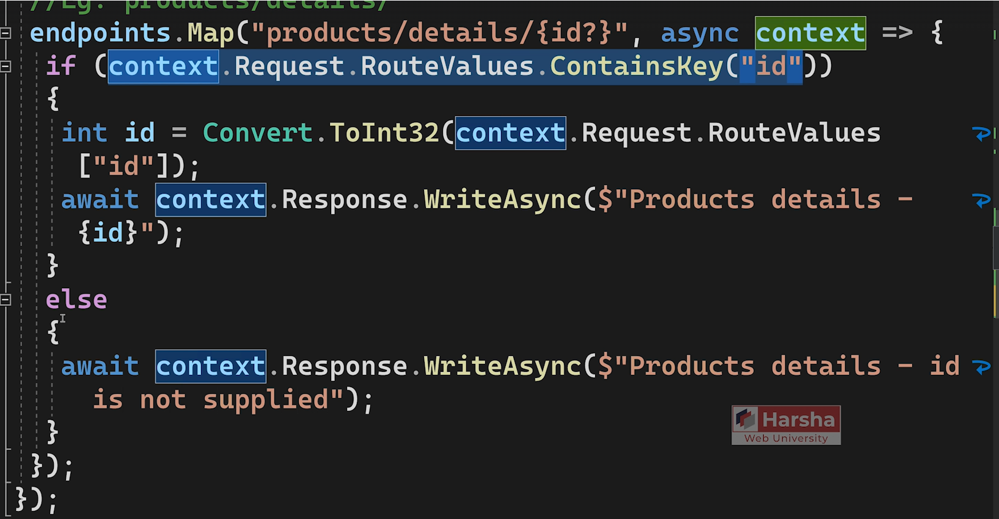 //Eg: products/details/
endpoints.Map("products/details/{id?}", async context => {
if (context.Request.RouteValues.ContainsKey("id"))
{
int id = Convert.ToInt32(context.Request.RouteValues
["id"]);
await context.Response.WriteAsync($"Products details -
{id}");
}
else
{
await context.Response.WriteAsync($"Products details - id
is not supplied");
}
});
});
Harsha
Web University